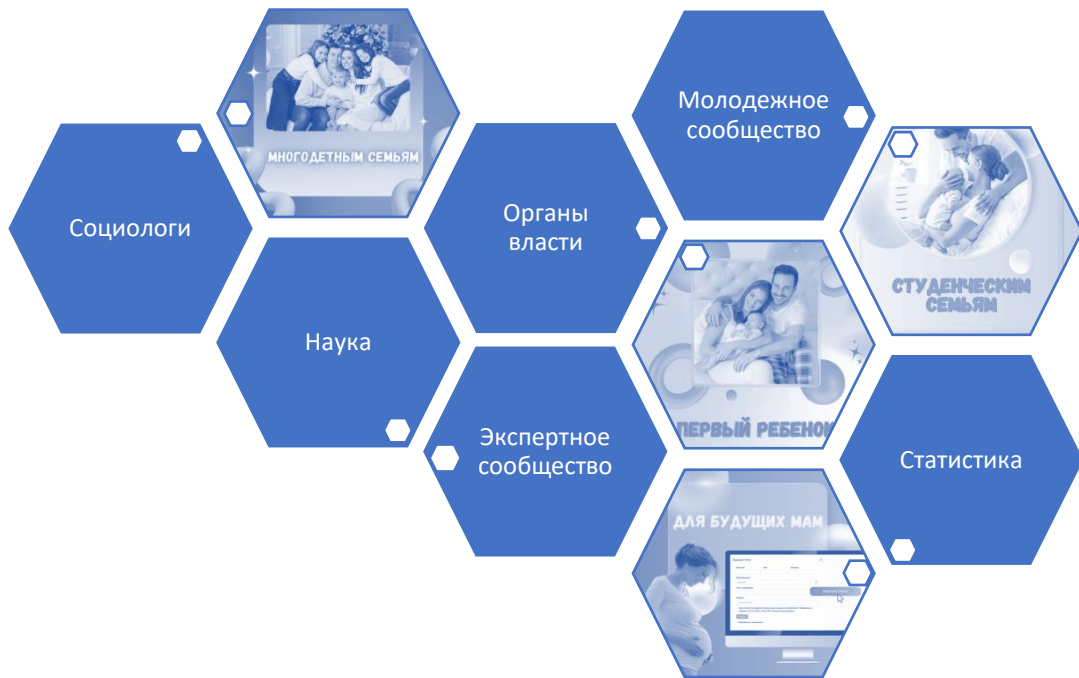 Молодежное
сообщество
МНОГОДЕТНЫМ СЕМЬЯМ
Социологи
Органы
власти
СТУДЕНЧЕСКИМ
СЕМЬЯМ
Наука
ПЕРВЫЙ РЕБЕНОК
Экспертное
сообщество
Статистика
ДЛЯ БУДУЩИХ МАМ